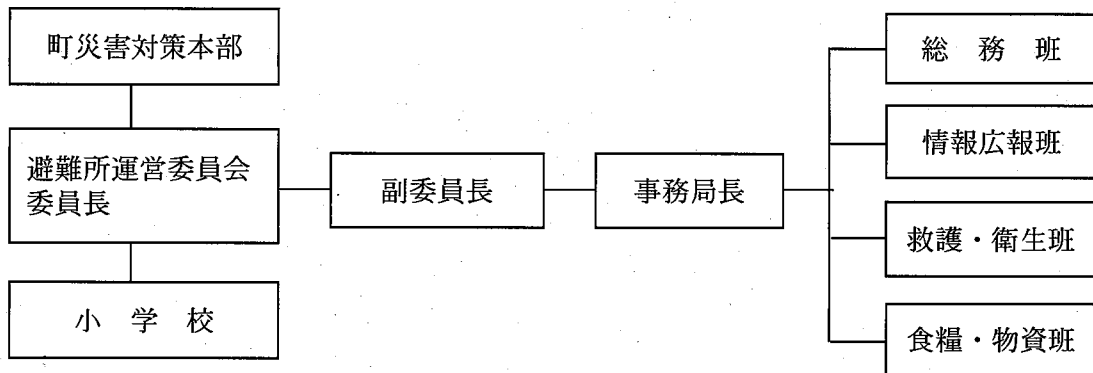 町災害対策本部
避難所運営委員会
委員長
小学校
副委員長
事務局長
総務班
情報広報班
救護・衛生班
食糧・物資班